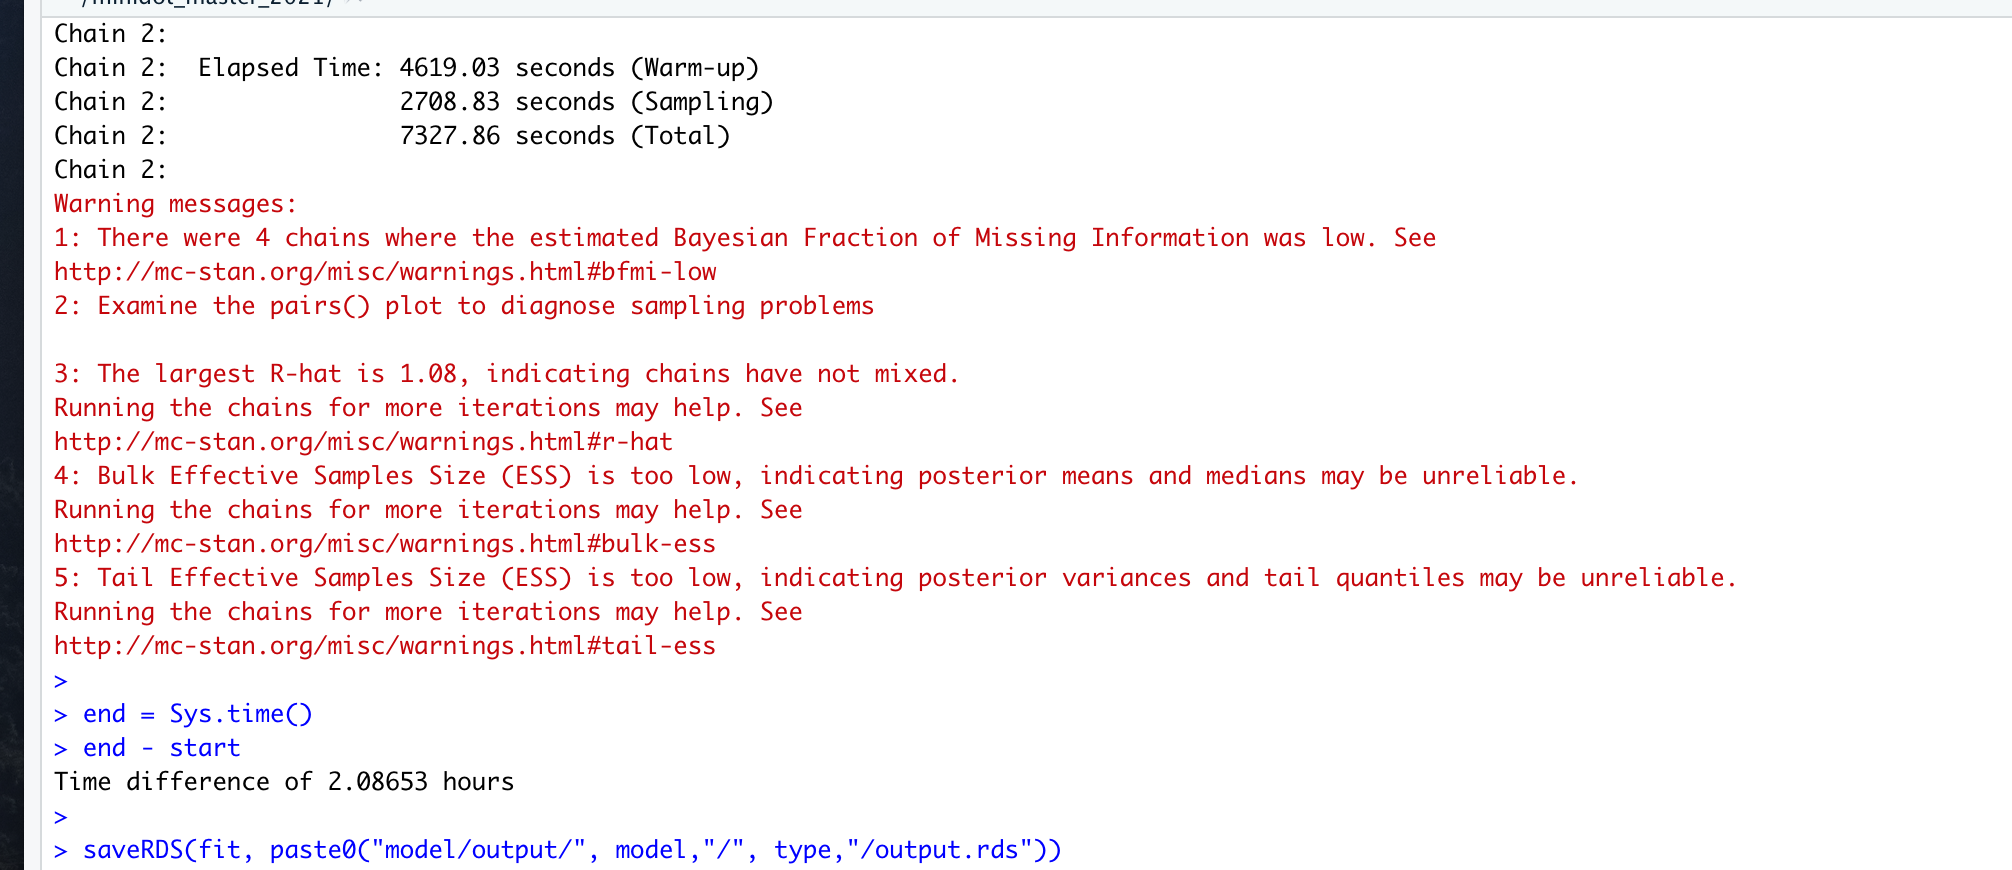 Chain 2:
Chain 2:  Elapsed Time: 4619.03 seconds (Warm-up)
Chain 2:                2708.83 seconds (Sampling)
Chain 2:                7327.86 seconds (Total)
Chain 2:
Warning messages:
1: There were 4 chains where the estimated Bayesian Fraction of Missing Information was low. See
http://mc-stan.org/misc/warnings.html#bfmi-low
2: Examine the pairs() plot to diagnose sampling problems

3: The largest R-hat is 1.08, indicating chains have not mixed.
Running the chains for more iterations may help. See
http://mc-stan.org/misc/warnings.html#r-hat
4: Bulk Effective Samples Size (ESS) is too low, indicating posterior means and medians may be unreliable.
Running the chains for more iterations may help. See
http://mc-stan.org/misc/warnings.html#bulk-ess
5: Tail Effective Samples Size (ESS) is too low, indicating posterior variances and tail quantiles may be unreliable.
Running the chains for more iterations may help. See
http://mc-stan.org/misc/warnings.html#tail-ess
>
> end = Sys.time()
> end - start
Time difference of 2.08653 hours
>
> saveRDS(fit, paste0("model/output/", model,"/", type,"/output.rds"))